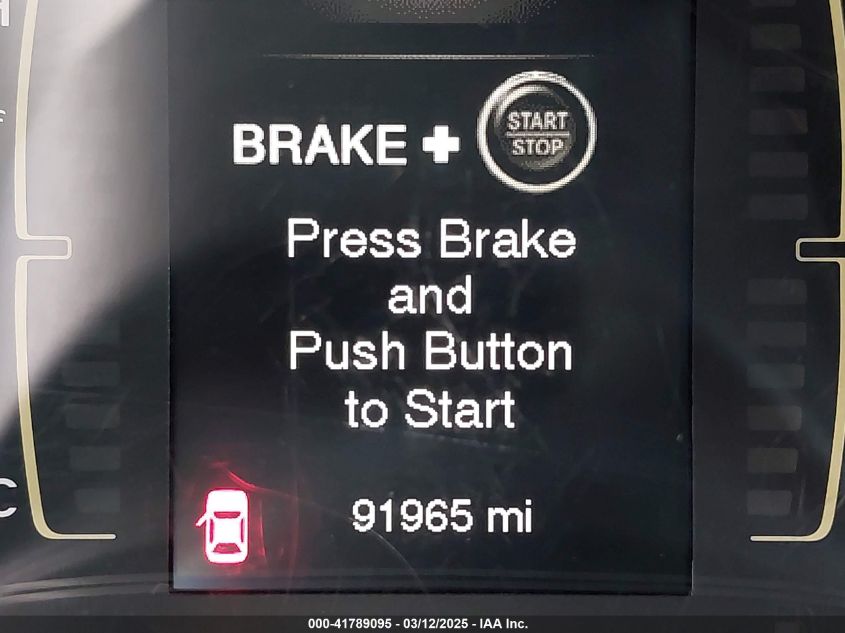 BRAKE + START
STOP
Press Brake
and
Push Button
to Start
91965 mi
C
000-41789095 - 03/12/2025 - IAA Inc.